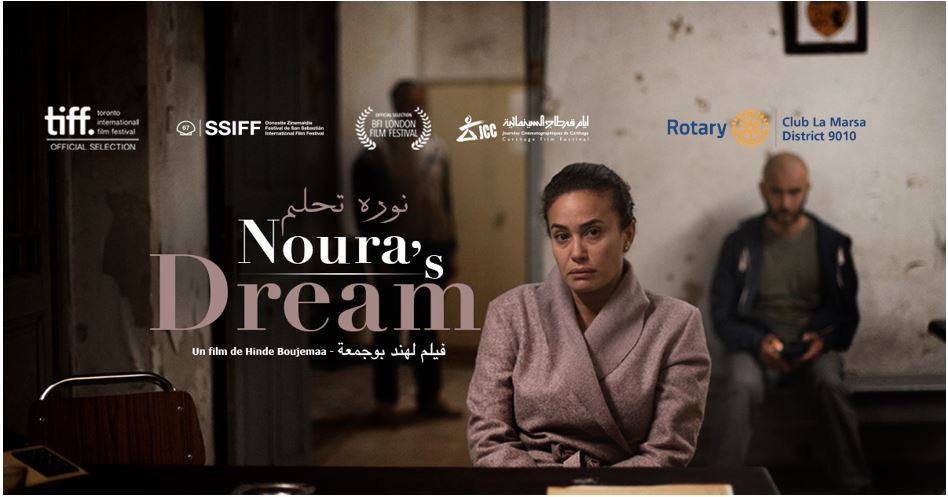 tiff.
toronto
international
film festival
OFFICIAL SELECTION
67
SSIFF
Donostia Zinemaldia
Festival de San Sebastián
International Film Festival
OFFICIAL SELECTION
BFI LONDON
FILM FESTIVAL
JCC
أيام قرطاج السينمائية
Journées Cinématographiques de Carthage
Carthage Film Festival
Rotary
Club La Marsa
District 9010
نوره تحلم
Noura's
Dream
Un film de Hinde Boujemaa - فيلم لهند بوجمعة